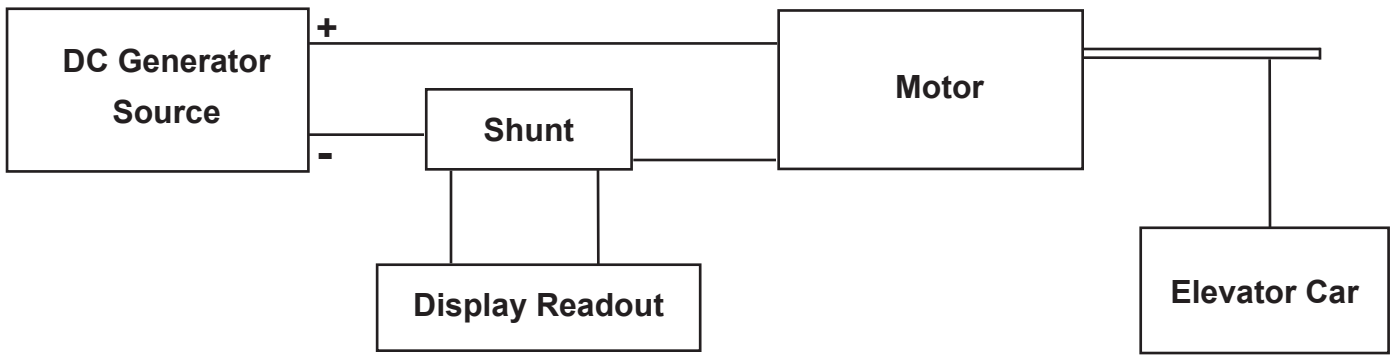 DC Generator
Source
+
-
Shunt
Motor
Display Readout
Elevator Car